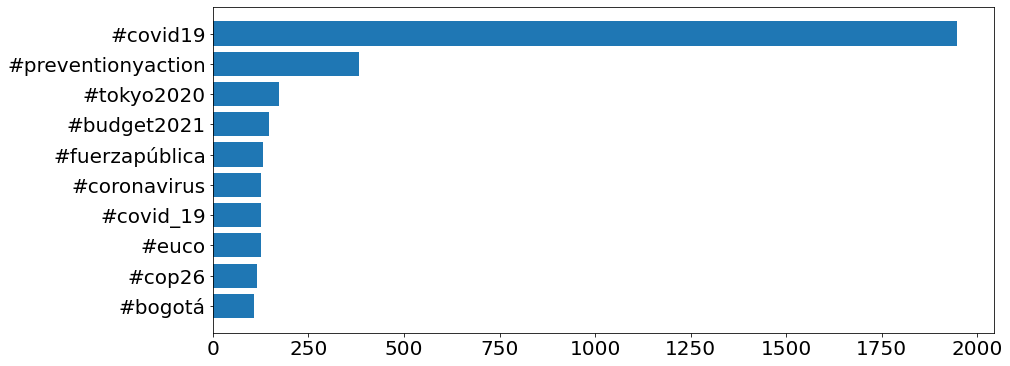 #covid19
#preventionyaction
#tokyo2020
#budget2021
#fuerzapública
#coronavirus
#covid_19
#euco
#cop26
#bogotá
0 250 500 750 1000 1250 1500 1750 2000